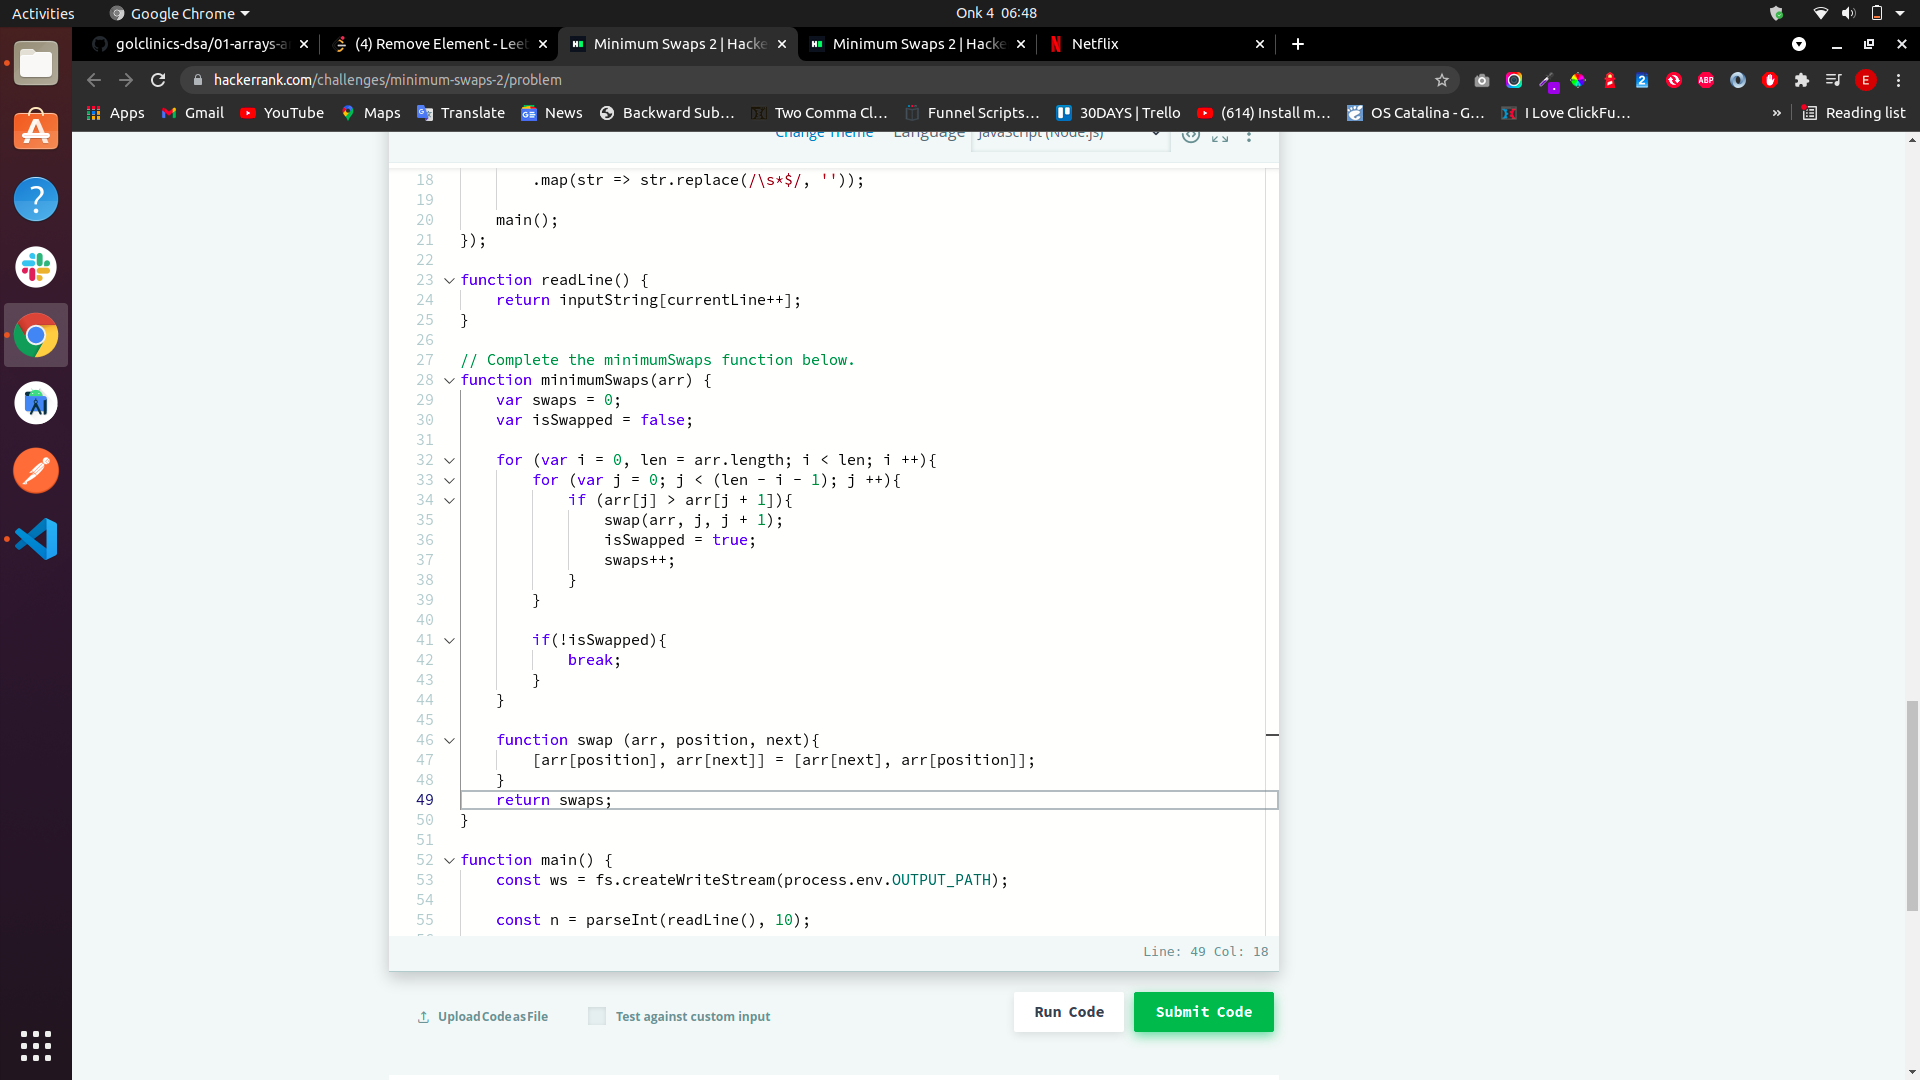 Activities
Google Chrome
Onk 4 06:48
golclinics-dsa/01-arrays-a
(4) Remove Element - Leet
Minimum Swaps 2 | Hacke
Minimum Swaps 2 | Hacke
Netflix
hackerrank.com/challenges/minimum-swaps-2/problem
Apps
Gmail
YouTube
Maps
Translate
News
Backward Sub…
Two Comma Cl…
Funnel Scripts…
30DAYS | Trello
(614) Install m…
OS Catalina - G…
I Love ClickFu…
»
Reading list
Change Theme Language JavaScript (Node.js)
18 .map(str => str.replace(/\s*$/, ''));
19
20 main();
21 });
22
23 function readLine() {
24 return inputString[currentLine++];
25 }
26
27 // Complete the minimumSwaps function below.
28 function minimumSwaps(arr) {
29 var swaps = 0;
30 var isSwapped = false;
31
32 for (var i = 0, len = arr.length; i < len; i ++){
33 for (var j = 0; j < (len - i - 1); j ++){
34 if (arr[j] > arr[j + 1]){
35 swap(arr, j, j + 1);
36 isSwapped = true;
37 swaps++;
38 }
39 }
40
41 if(!isSwapped){
42 break;
43 }
44 }
45
46 function swap (arr, position, next){
47 [arr[position], arr[next]] = [arr[next], arr[position]];
48 }
49 return swaps;
50 }
51
52 function main() {
53 const ws = fs.createWriteStream(process.env.OUTPUT_PATH);
54
55 const n = parseInt(readLine(), 10);
Line: 49 Col: 18
Upload Code as File
Test against custom input
Run Code
Submit Code